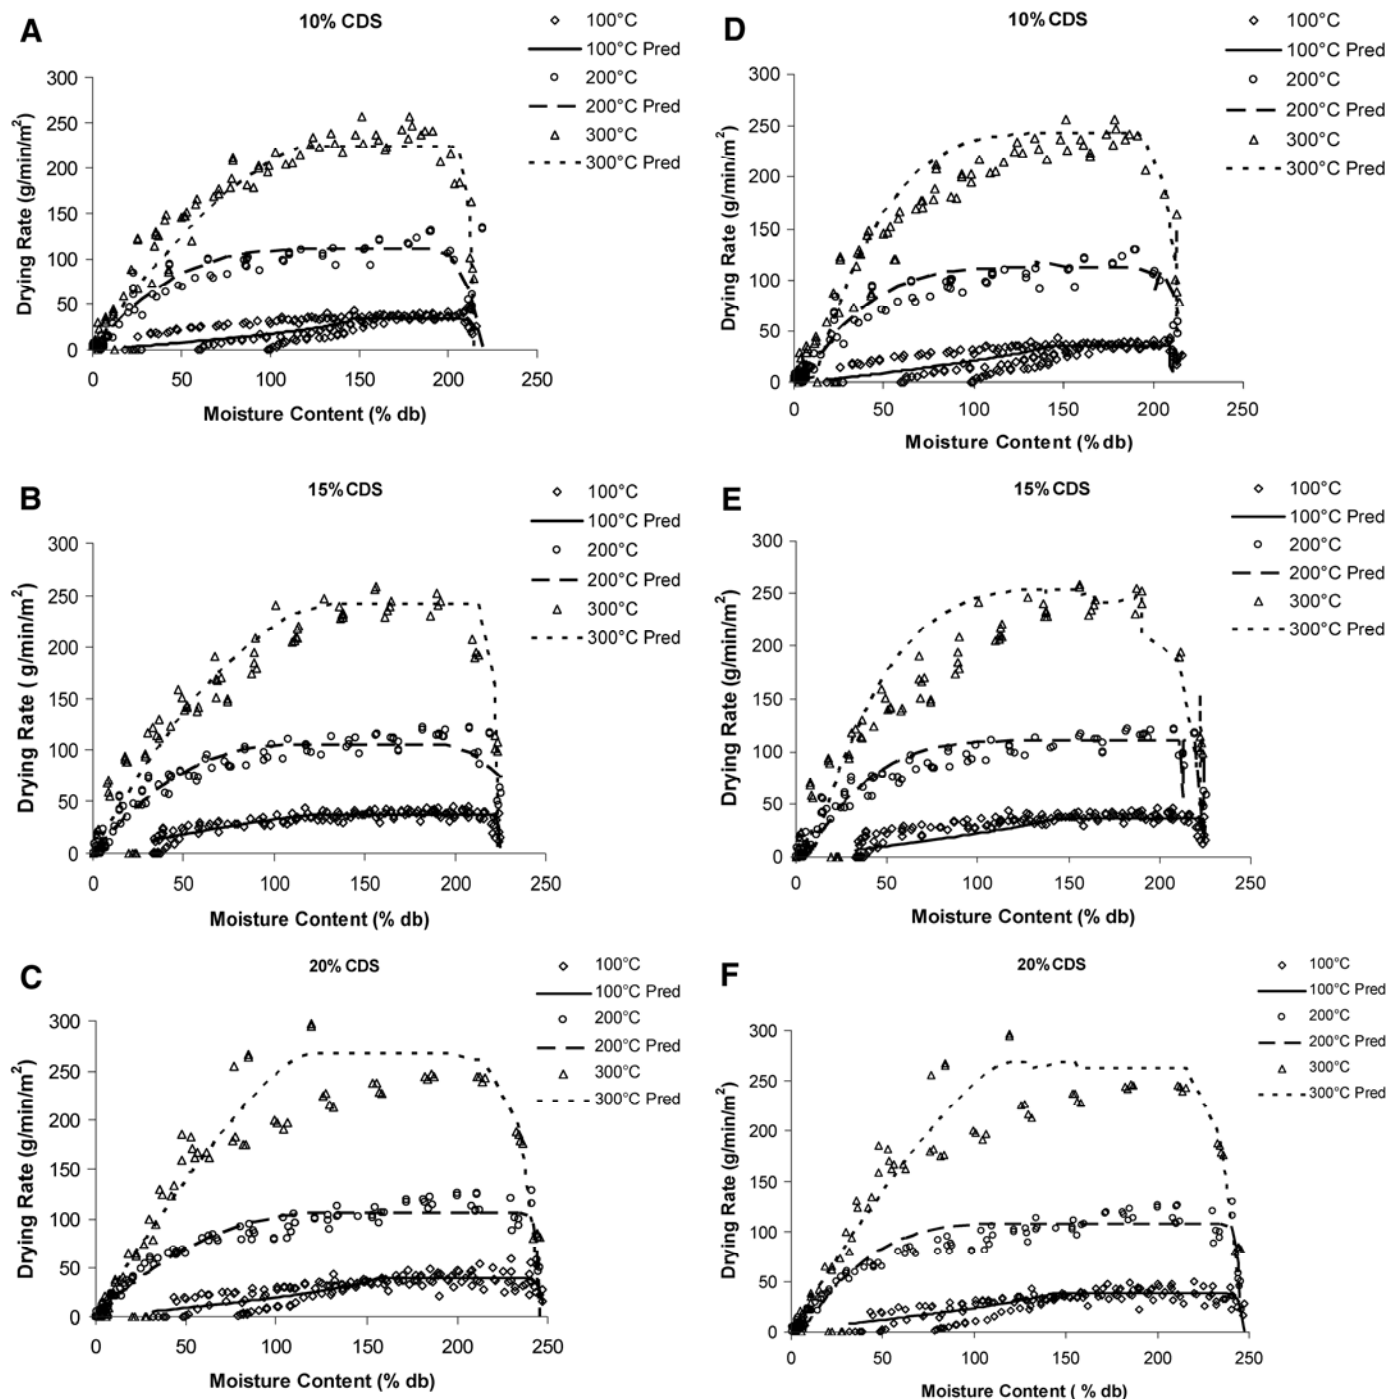 A
10% CDS
100°C
100°C Pred
200°C
200°C Pred
300°C
300°C Pred
Drying Rate (g/min/m²)
300
250
200
150
100
50
0
0 50 100 150 200 250
Moisture Content (% db)
D
10% CDS
100°C
100°C Pred
200°C
200°C Pred
300°C
300°C Pred
Drying Rate (g/min/m²)
300
250
200
150
100
50
0
0 50 100 150 200 250
Moisture Content (% db)
B
15% CDS
100°C
100°C Pred
200°C
200°C Pred
300°C
300°C Pred
Drying Rate ( g/min/m²)
300
250
200
150
100
50
0
0 50 100 150 200 250
Moisture Content (% db)
E
15% CDS
100°C
100°C Pred
200°C
200°C Pred
300°C
300°C Pred
Drying Rate (g/min/m²)
300
250
200
150
100
50
0
0 50 100 150 200 250
Moisture Content (% db)
C
20% CDS
100°C
100°C Pred
200°C
200°C Pred
300°C
300°C Pred
Drying Rate (g/min/m²)
300
250
200
150
100
50
0
0 50 100 150 200 250
Moisture Content (% db)
F
20% CDS
100°C
100°C Pred
200°C
200°C Pred
300°C
300°C Pred
Drying Rate (g/min/m²)
300
250
200
150
100
50
0
0 50 100 150 200 250
Moisture Content ( % db)